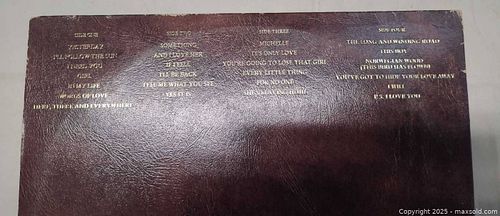 SIDE ONE
YESTERDAY
I'LL FOLLOW THE SUN
I NEED YOU
GIRL
IN MY LIFE
WORDS OF LOVE
HERE, THERE AND EVERYWHERE
SIDE TWO
SOMETHING
AND I LOVE HER
IF I FELL
I'LL BE BACK
TELL ME WHAT YOU SEE
YES IT IS
SIDE THREE
MICHELLE
IT'S ONLY LOVE
YOU'RE GOING TO LOSE THAT GIRL
EVERY LITTLE THING
FOR NO ONE
SHE'S LEAVING HOME
SIDE FOUR
THE LONG AND WINDING ROAD
THIS BOY
NORWEGIAN WOOD
(THIS BIRD HAS FLOWN)
YOU'VE GOT TO HIDE YOUR LOVE AWAY
I WILL
P.S. I LOVE YOU
Copyright © 2025 - maxsold.com